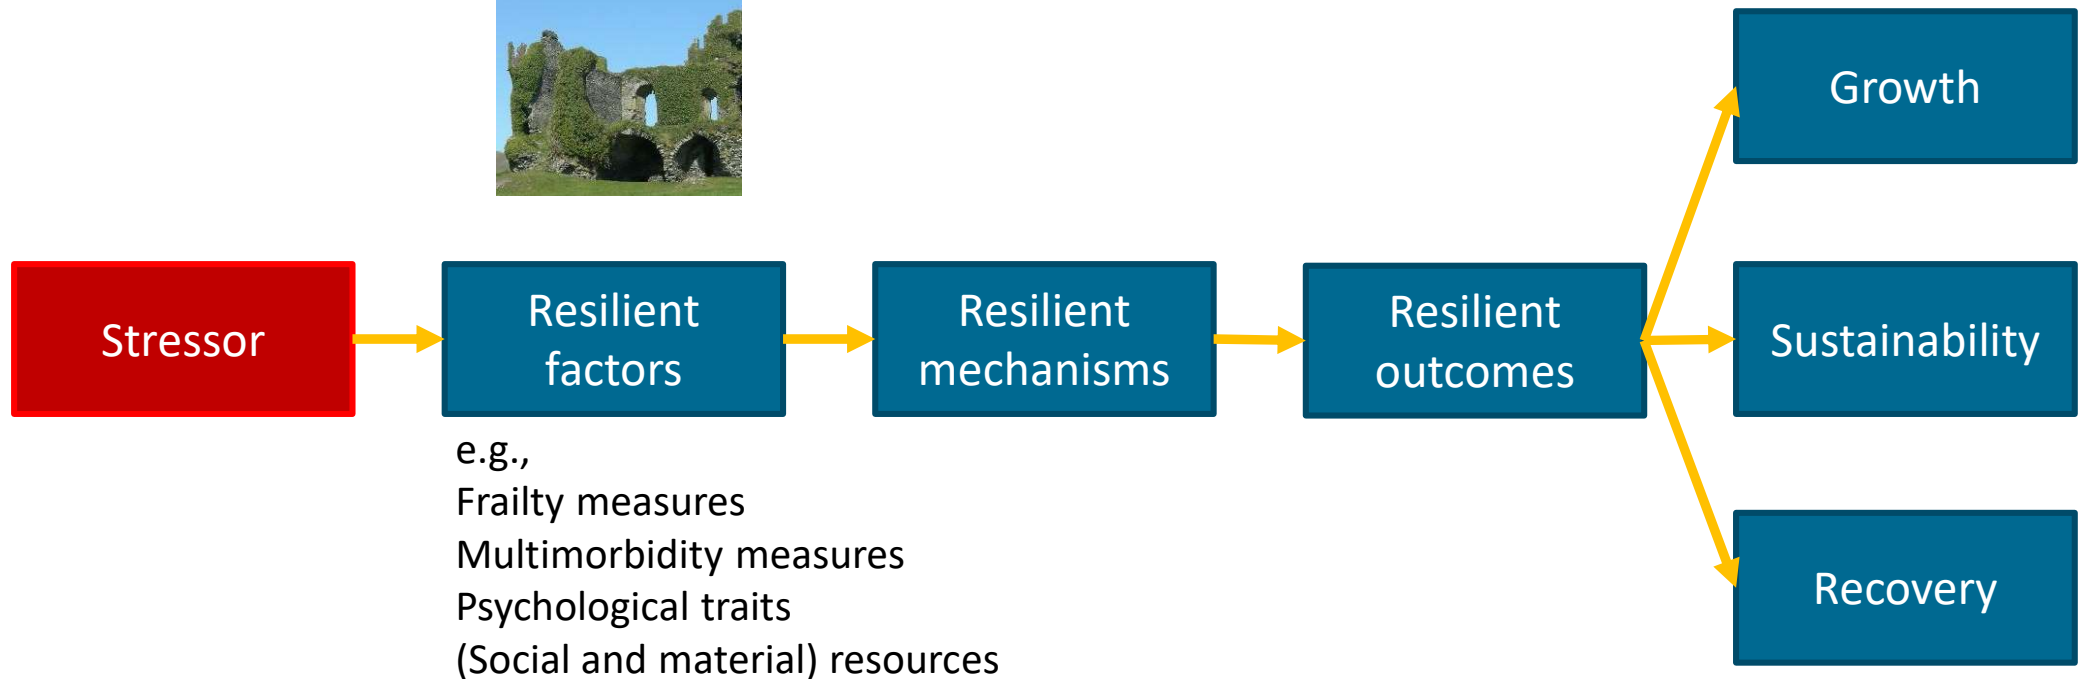 Growth
Stressor
Resilient
factors
Resilient
mechanisms
Resilient
outcomes
Sustainability
e.g.,
Frailty measures
Multimorbidity measures
Psychological traits
(Social and material) resources
Recovery